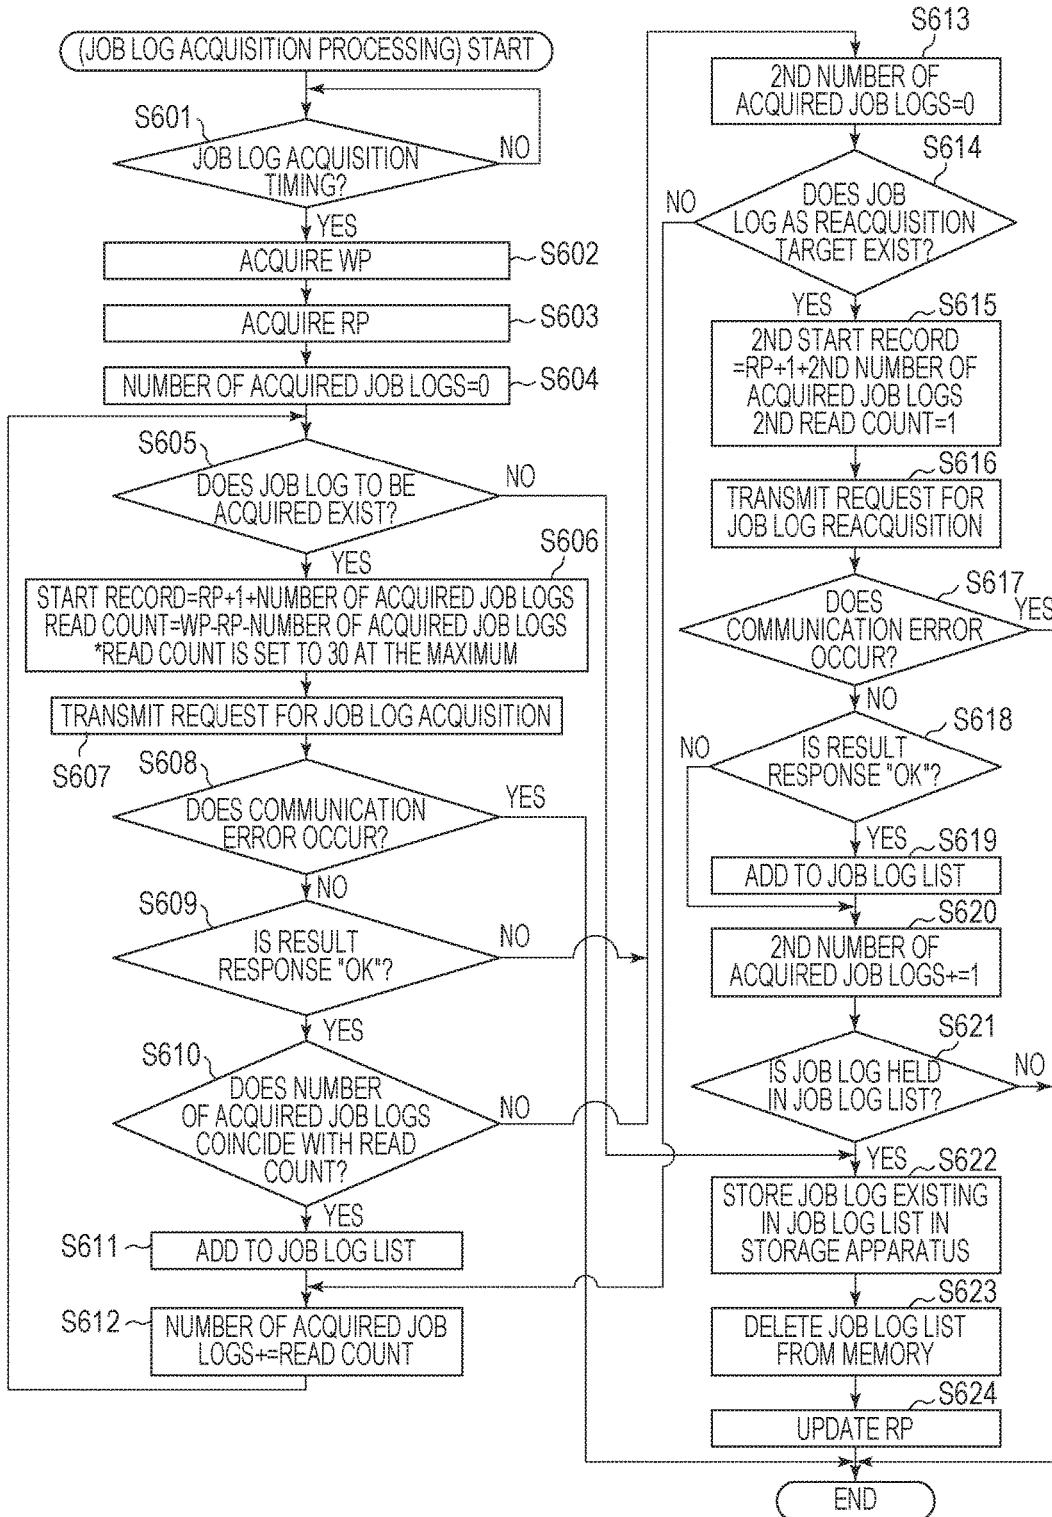 (JOB LOG ACQUISITION PROCESSING) START
S601
JOB LOG ACQUISITION
TIMING?
NO
YES
ACQUIRE WP
S602
ACQUIRE RP
S603
NUMBER OF ACQUIRED JOB LOGS=0
S604
S605
DOES JOB LOG TO BE
ACQUIRED EXIST?
NO
YES
S606
START RECORD=RP+1+NUMBER OF ACQUIRED JOB LOGS
READ COUNT=WP-RP-NUMBER OF ACQUIRED JOB LOGS
*READ COUNT IS SET TO 30 AT THE MAXIMUM
TRANSMIT REQUEST FOR JOB LOG ACQUISITION
S607
S608
DOES COMMUNICATION
ERROR OCCUR?
YES
NO
S609
IS RESULT
RESPONSE "OK"?
NO
YES
S610
DOES NUMBER
OF ACQUIRED JOB LOGS
COINCIDE WITH READ
COUNT?
NO
YES
S611
ADD TO JOB LOG LIST
S612
NUMBER OF ACQUIRED JOB
LOGS+=READ COUNT
S613
2ND NUMBER OF
ACQUIRED JOB LOGS=0
S614
DOES JOB
LOG AS REACQUISITION
TARGET EXIST?
NO
YES
S615
2ND START RECORD
=RP+1+2ND NUMBER OF
ACQUIRED JOB LOGS
2ND READ COUNT=1
S616
TRANSMIT REQUEST FOR
JOB LOG REACQUISITION
S617
DOES
COMMUNICATION ERROR
OCCUR?
YES
NO
S618
IS RESULT
RESPONSE "OK"?
NO
YES
S619
ADD TO JOB LOG LIST
S620
2ND NUMBER OF
ACQUIRED JOB LOGS+=1
S621
IS JOB LOG HELD
IN JOB LOG LIST?
NO
YES
S622
STORE JOB LOG EXISTING
IN JOB LOG LIST IN
STORAGE APPARATUS
S623
DELETE JOB LOG LIST
FROM MEMORY
S624
UPDATE RP
END